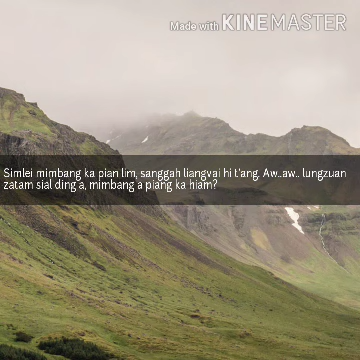 Made with KINEMASTER
Simlei mimbang ka pian lim, sanggah liangvai hi t'ang. Aw..aw.. lungzuan
zatam sial ding a, mimbang a piang ka hiam?